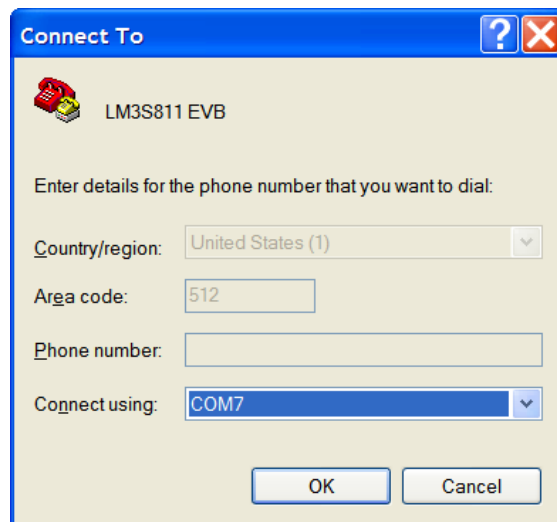 Connect To
?
LM3S811 EVB
Enter details for the phone number that you want to dial:
Country/region: United States (1)
Area code: 512
Phone number:
Connect using: COM7
OK Cancel